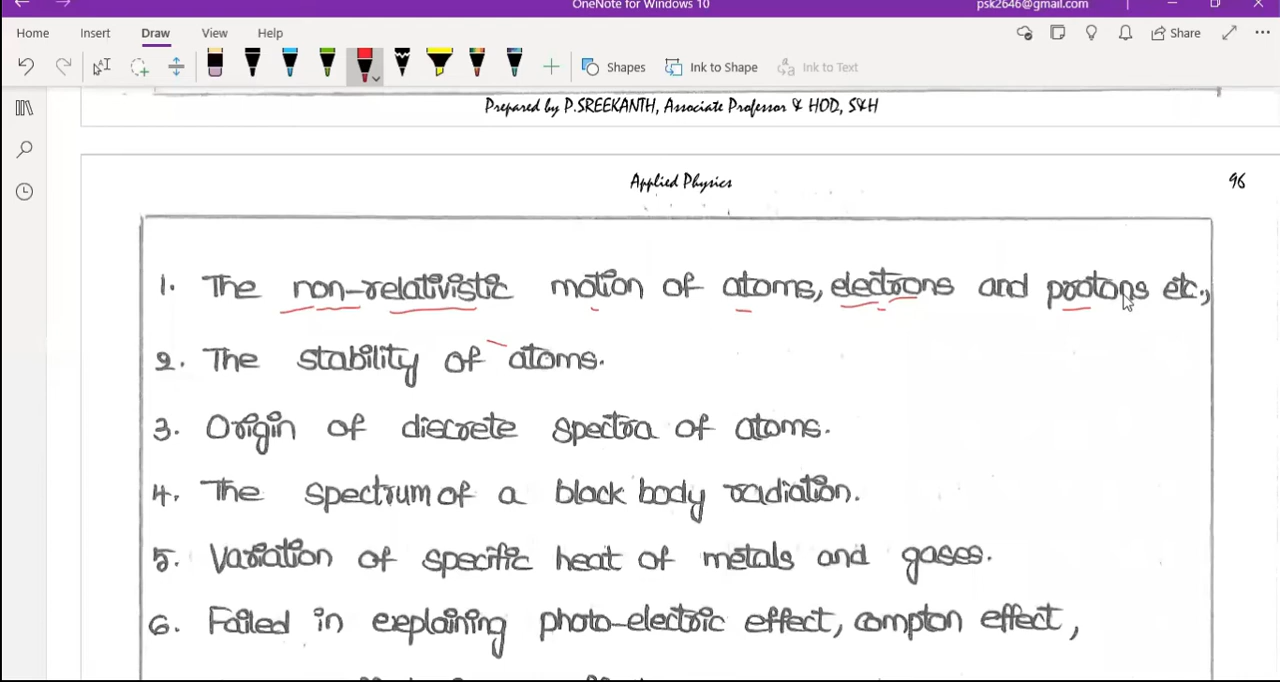 OneNote for Windows 10
psk2646@gmail.com
Home Insert Draw View Help
Share
Shapes Ink to Shape Ink to Text
Prepared by P.SREEKANTH, Associate Professor & HOD, S&H
Applied Physics
96
1. The non-relativistic motion of atoms, electrons and protons etc.,
2. The stability of atoms.
3. Origin of discrete spectra of atoms.
4. The spectrum of a black body radiation.
5. Variation of specific heat of metals and gases.
6. Failed in explaining photo-electric effect, compton effect,